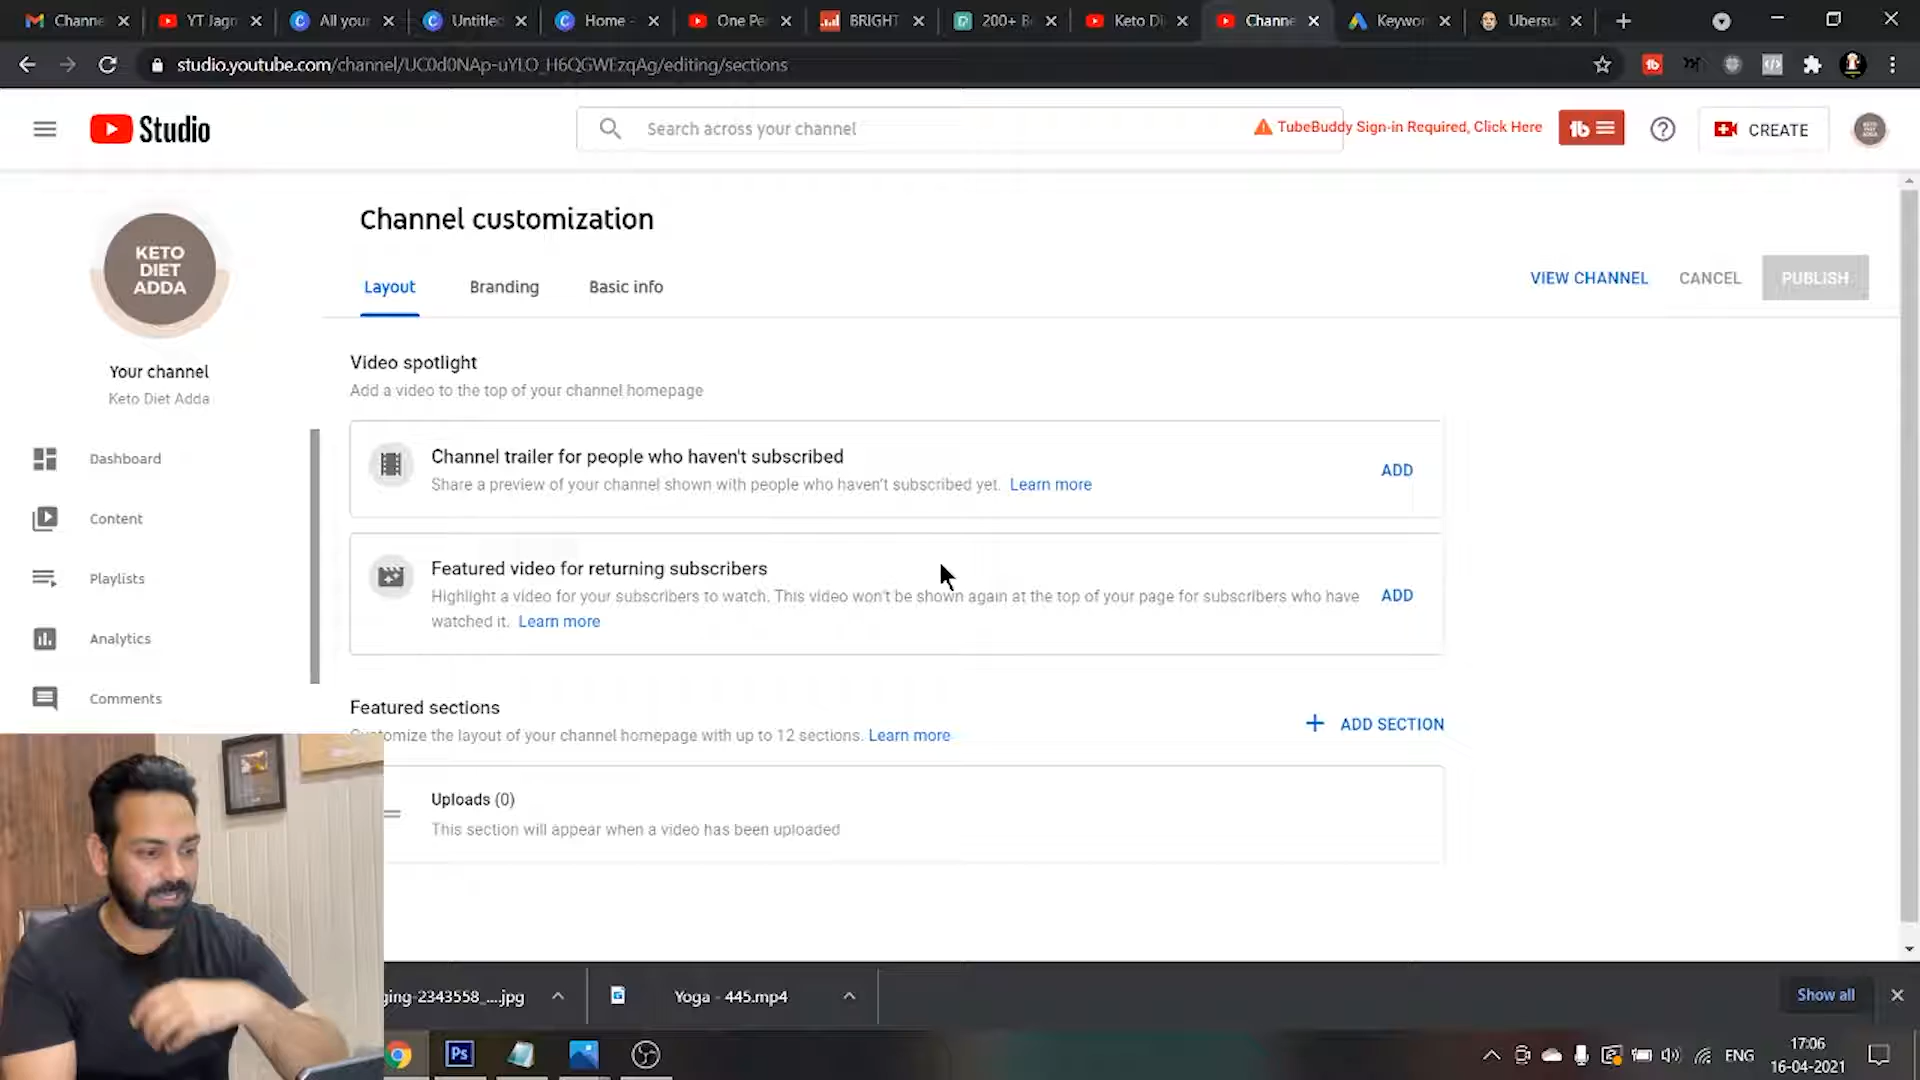 Channe
YT Jagr
All your
Untitle
Home -
One Pe
BRIGHT
200+ B
Keto Di
Channe
Keywor
Ubersu
studio.youtube.com/channel/UC0d0NAp-uYLO_H6QGWEzqAg/editing/sections
Studio
Search across your channel
TubeBuddy Sign-in Required, Click Here
CREATE
KETO
DIET
ADDA
Your channel
Keto Diet Adda
Dashboard
Content
Playlists
Analytics
Comments
Channel customization
Layout
Branding
Basic info
VIEW CHANNEL
CANCEL
PUBLISH
Video spotlight
Add a video to the top of your channel homepage
Channel trailer for people who haven't subscribed
Share a preview of your channel shown with people who haven't subscribed yet. Learn more
ADD
Featured video for returning subscribers
Highlight a video for your subscribers to watch. This video won't be shown again at the top of your page for subscribers who have
watched it. Learn more
ADD
Featured sections
omize the layout of your channel homepage with up to 12 sections. Learn more
ADD SECTION
Uploads (0)
This section will appear when a video has been uploaded
ging-2343558_....jpg
Yoga - 445.mp4
Show all
Ps
ENG
17:06
16-04-2021